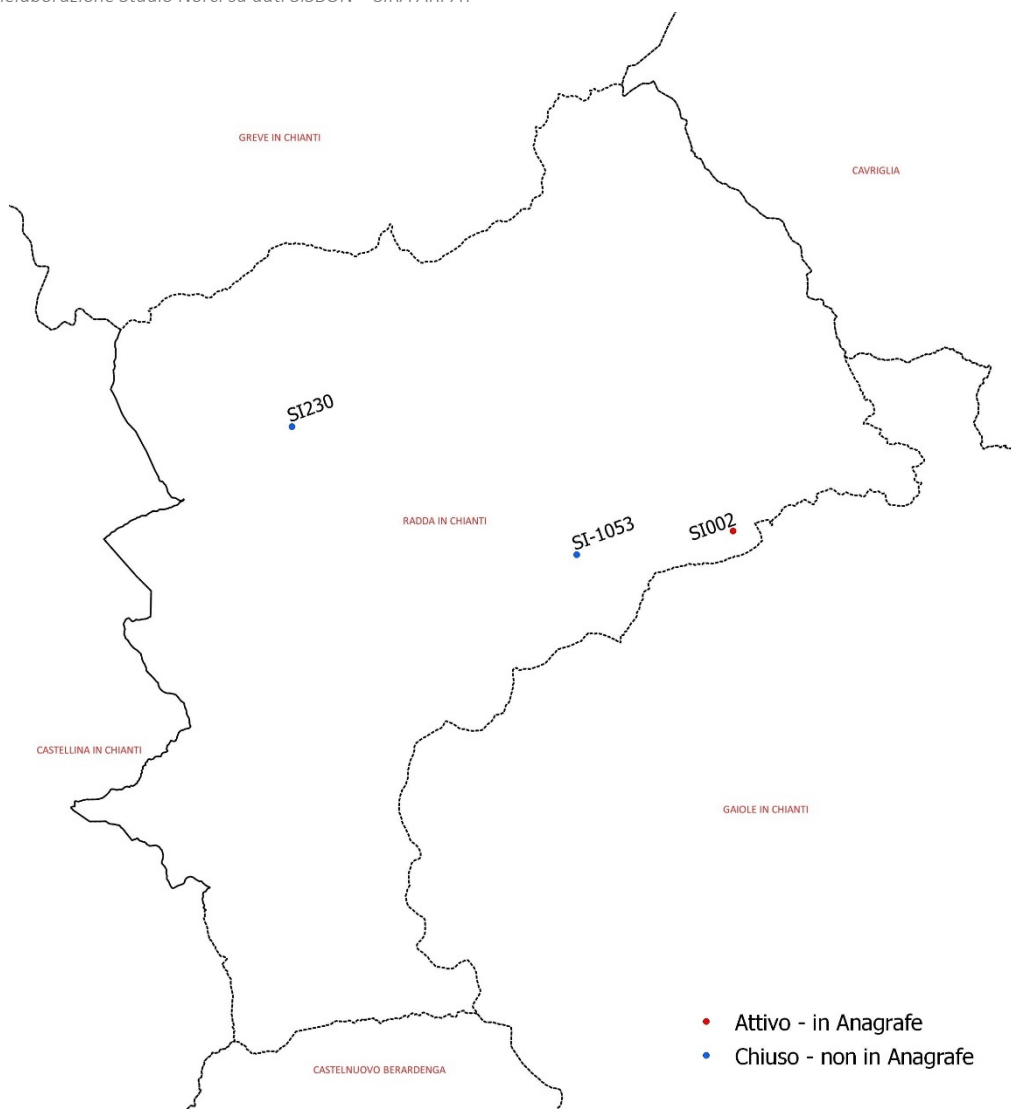 GREVE IN CHIANTI
CAVRIGLIA
SI230
RADDA IN CHIANTI
SI-1053
SI002
CASTELLINA IN CHIANTI
GAIOLE IN CHIANTI
Attivo - in Anagrafe
Chiuso - non in Anagrafe
CASTELNUOVO BERARDENGA